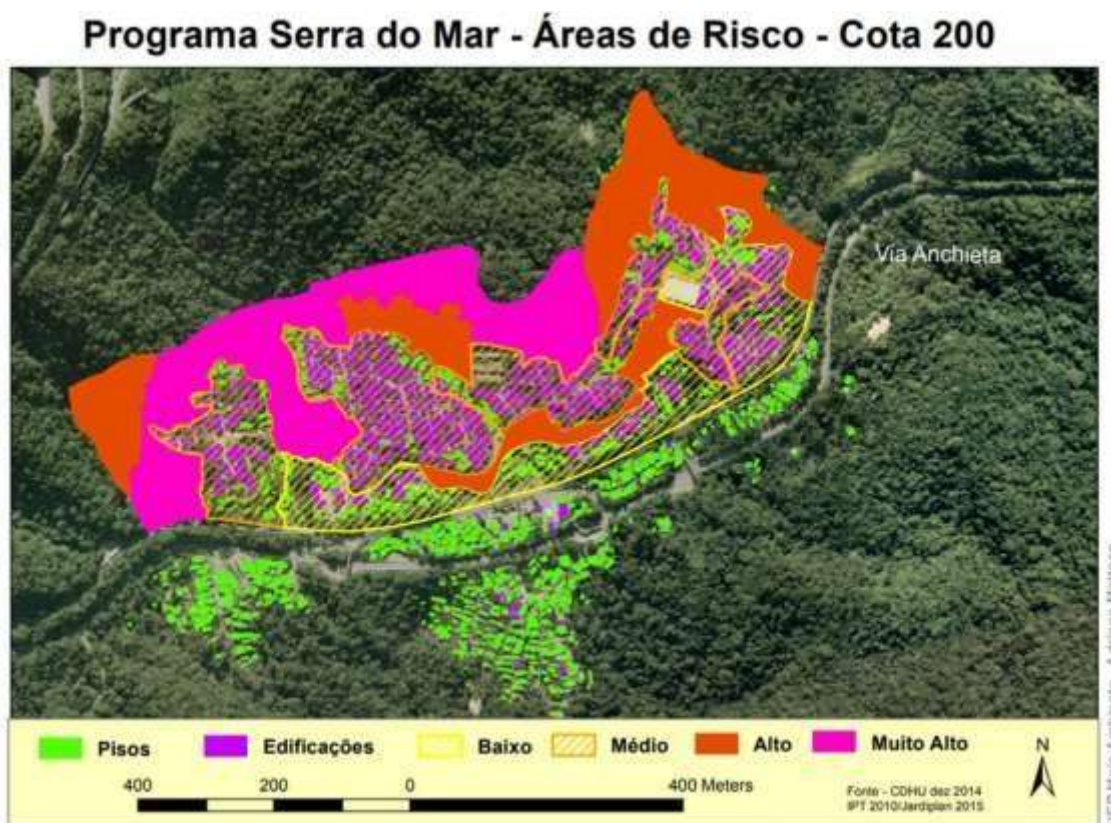 Programa Serra do Mar - Áreas de Risco - Cota 200
Via Anchieta
Pisos Edificações Baixo Médio Alto Muito Alto
N
400 200 0 400 Meters
Fonte - CDHU dez 2014
IPT 2010/Jardiplan 2015